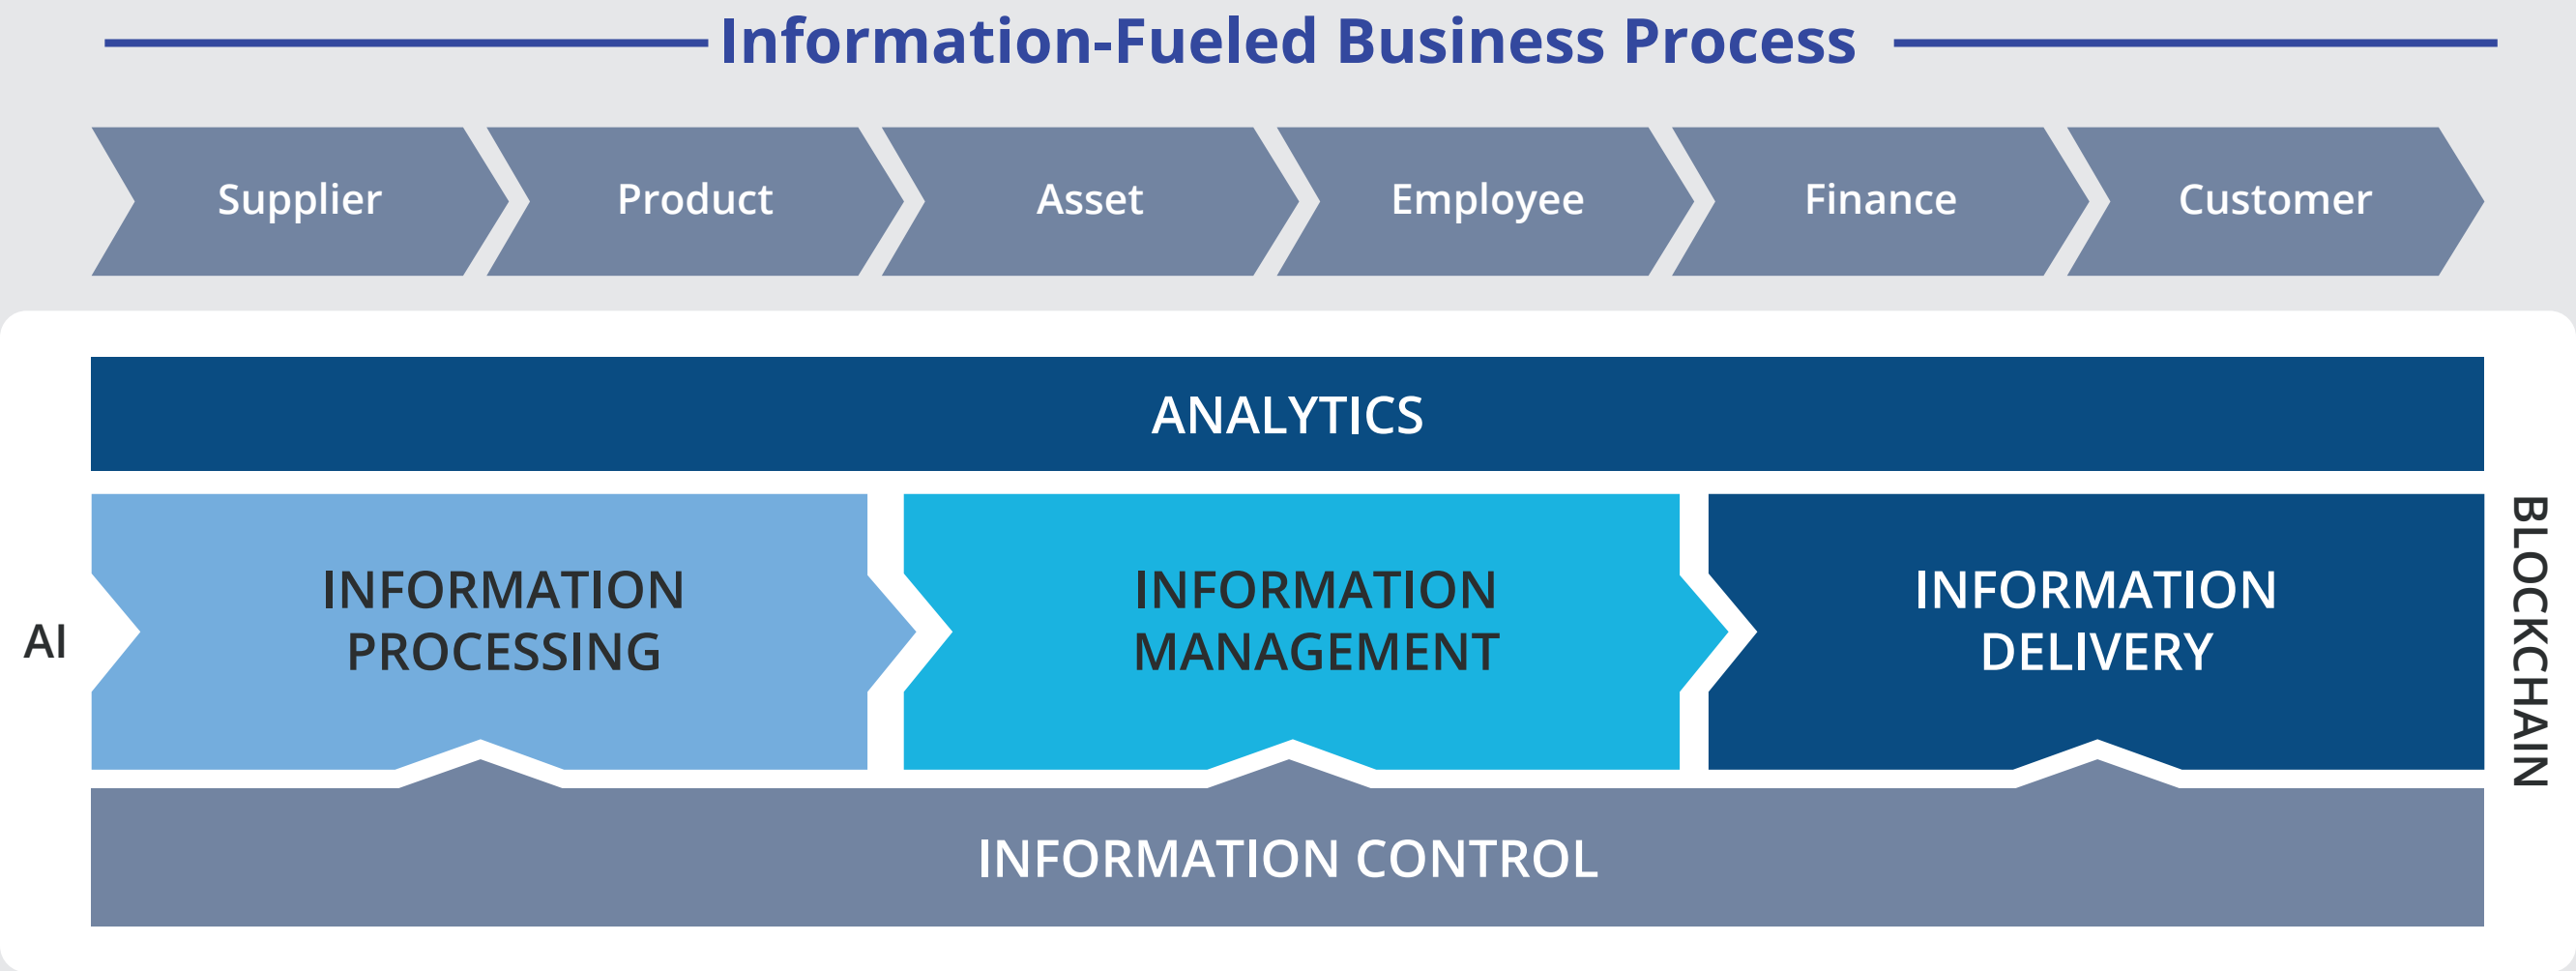 Information-Fueled Business Process
Supplier
Product
Asset
Employee
Finance
Customer
ANALYTICS
AI
INFORMATION
PROCESSING
INFORMATION
MANAGEMENT
INFORMATION
DELIVERY
BLOCKCHAIN
INFORMATION CONTROL